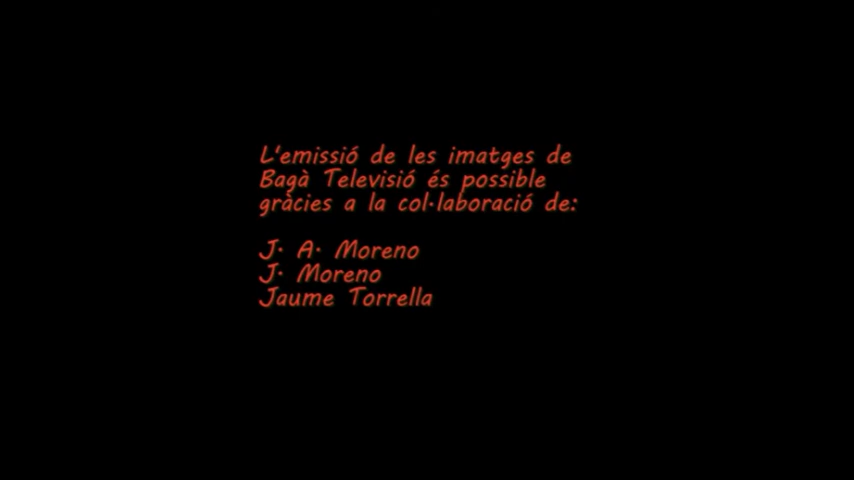 L'emissió de les imatges de
Bagà Televisió és possible
gràcies a la col·laboració de:
J. A. Moreno
J. Moreno
Jaume Torrella